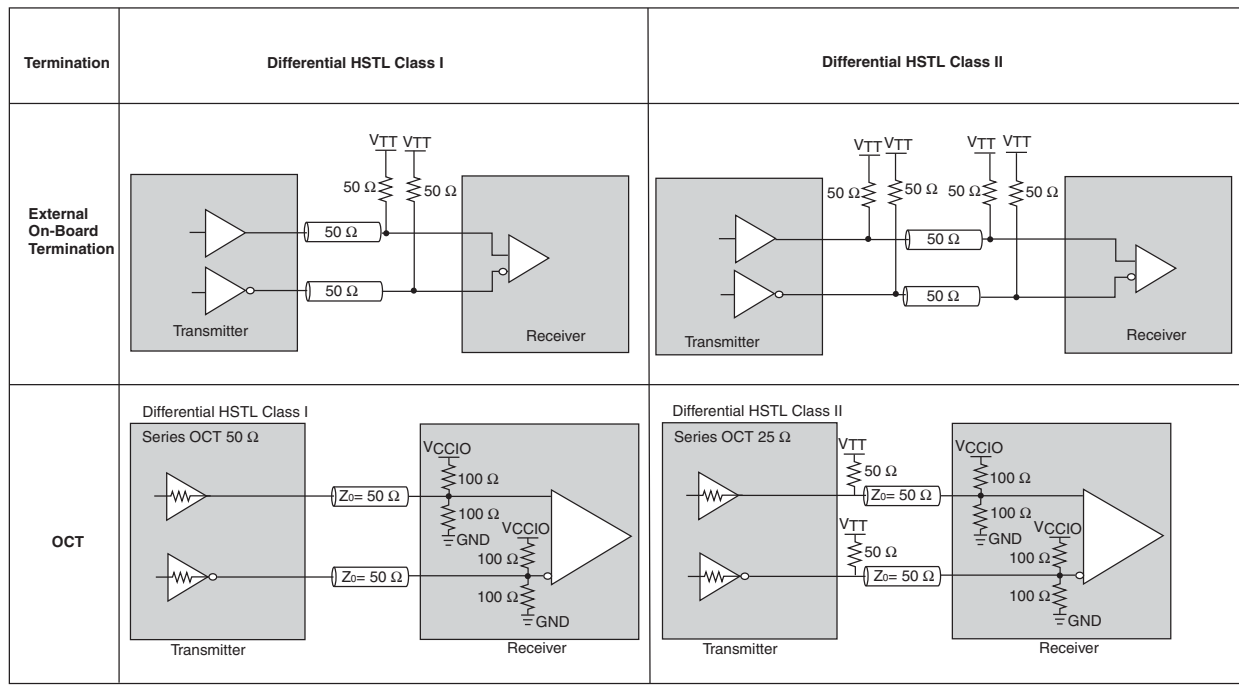 Termination
Differential HSTL Class I
Differential HSTL Class II
External
On-Board
Termination
VTT VTT
50 Ω 50 Ω
50 Ω
50 Ω
Transmitter
Receiver
VTT VTT VTT VTT
50 Ω 50 Ω 50 Ω 50 Ω
50 Ω
50 Ω
Transmitter
Receiver
OCT
Differential HSTL Class I
Series OCT 50 Ω
VCCIO
100 Ω
Z0= 50 Ω
100 Ω
VCCIO
GND
100 Ω
Z0= 50 Ω
100 Ω
GND
Transmitter
Receiver
Differential HSTL Class II
Series OCT 25 Ω
VTT
VCCIO
50 Ω
100 Ω
Z0= 50 Ω
100 Ω
VTT
VCCIO
GND
50 Ω
100 Ω
Z0= 50 Ω
100 Ω
GND
Transmitter
Receiver